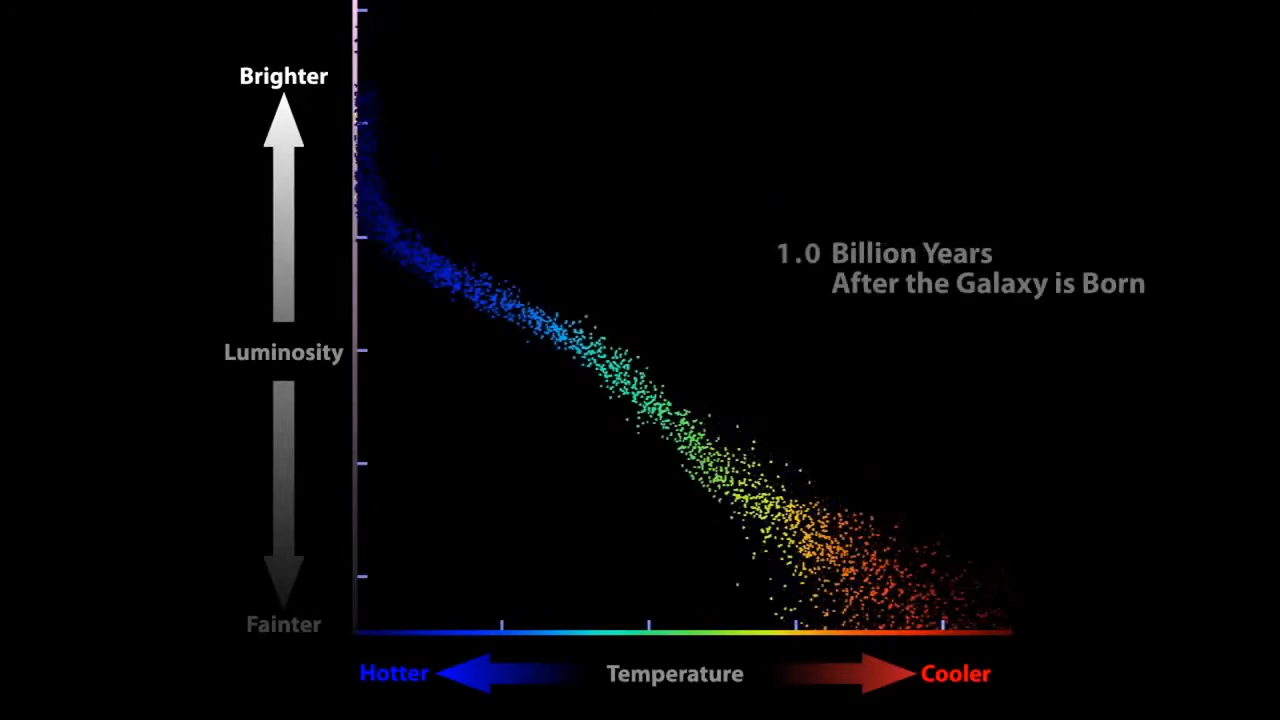 Brighter
1.0 Billion Years
After the Galaxy is Born
Luminosity
Fainter
Hotter
Temperature
Cooler